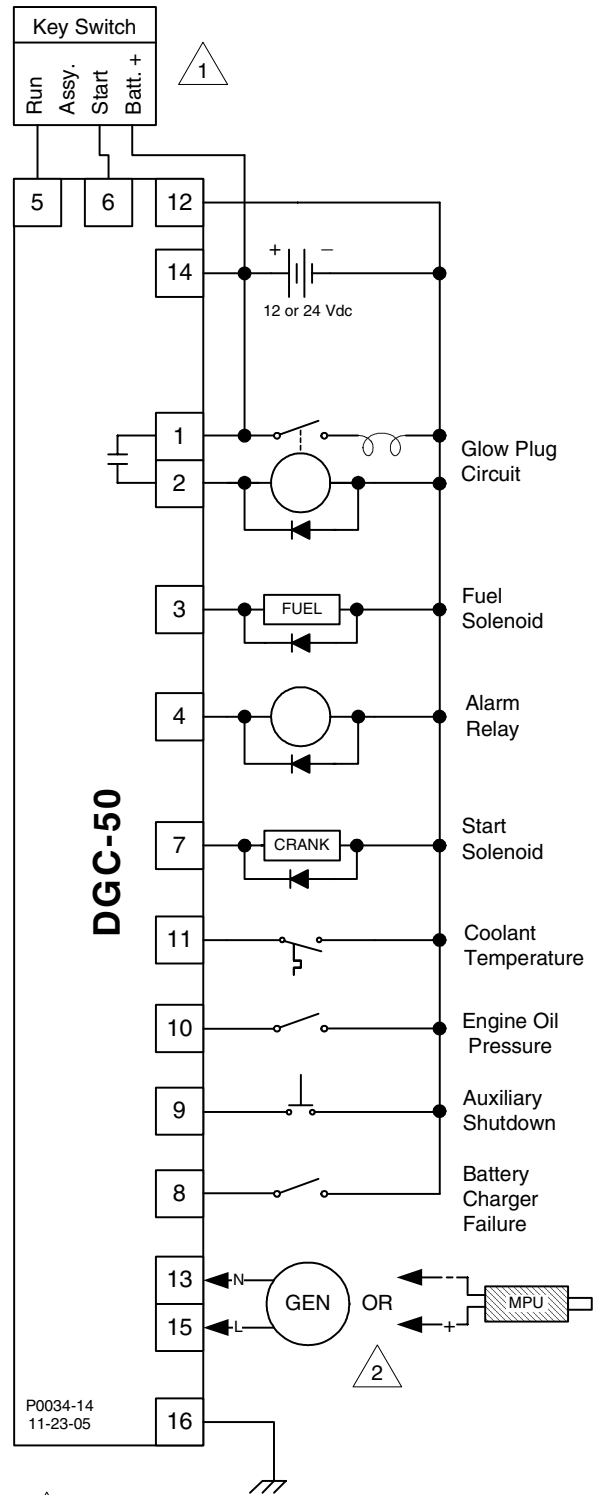 Key Switch
Run
Assy.
Start
Batt. +
1
5
6
12
14
+
−
12 or 24 Vdc
1
2
Glow Plug
Circuit
3
FUEL
Fuel
Solenoid
4
Alarm
Relay
DGC-50
7
CRANK
Start
Solenoid
11
Coolant
Temperature
10
Engine Oil
Pressure
9
Auxiliary
Shutdown
8
Battery
Charger
Failure
13
N
15
L
GEN
OR
+
MPU
2
P0034-14
11-23-05
16